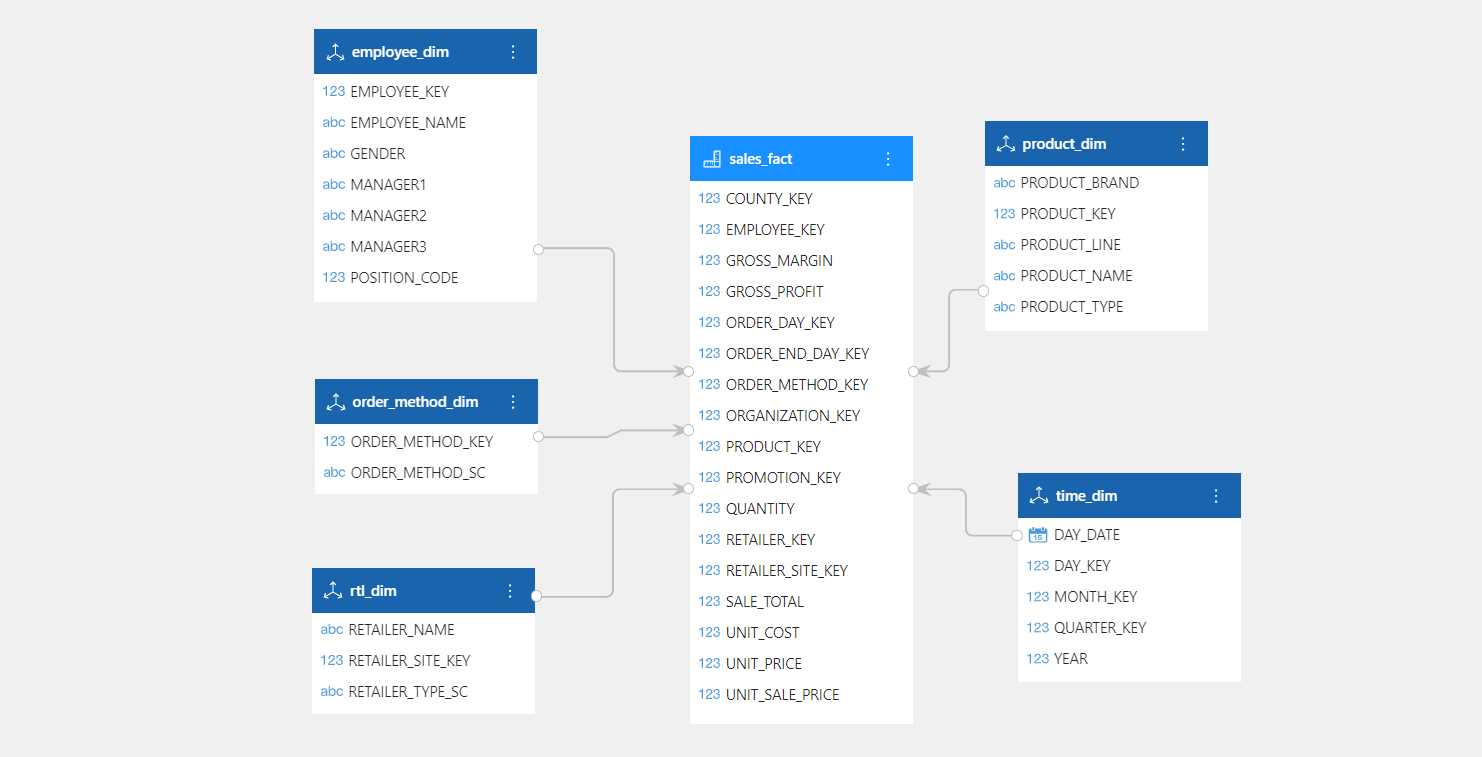 employee_dim
123 EMPLOYEE_KEY
abc EMPLOYEE_NAME
abc GENDER
abc MANAGER1
abc MANAGER2
abc MANAGER3
123 POSITION_CODE
order_method_dim
123 ORDER_METHOD_KEY
abc ORDER_METHOD_SC
rtl_dim
abc RETAILER_NAME
123 RETAILER_SITE_KEY
abc RETAILER_TYPE_SC
sales_fact
123 COUNTY_KEY
123 EMPLOYEE_KEY
123 GROSS_MARGIN
123 GROSS_PROFIT
123 ORDER_DAY_KEY
123 ORDER_END_DAY_KEY
123 ORDER_METHOD_KEY
123 ORGANIZATION_KEY
123 PRODUCT_KEY
123 PROMOTION_KEY
123 QUANTITY
123 RETAILER_KEY
123 RETAILER_SITE_KEY
123 SALE_TOTAL
123 UNIT_COST
123 UNIT_PRICE
123 UNIT_SALE_PRICE
product_dim
abc PRODUCT_BRAND
123 PRODUCT_KEY
abc PRODUCT_LINE
abc PRODUCT_NAME
abc PRODUCT_TYPE
time_dim
15 DAY_DATE
123 DAY_KEY
123 MONTH_KEY
123 QUARTER_KEY
123 YEAR